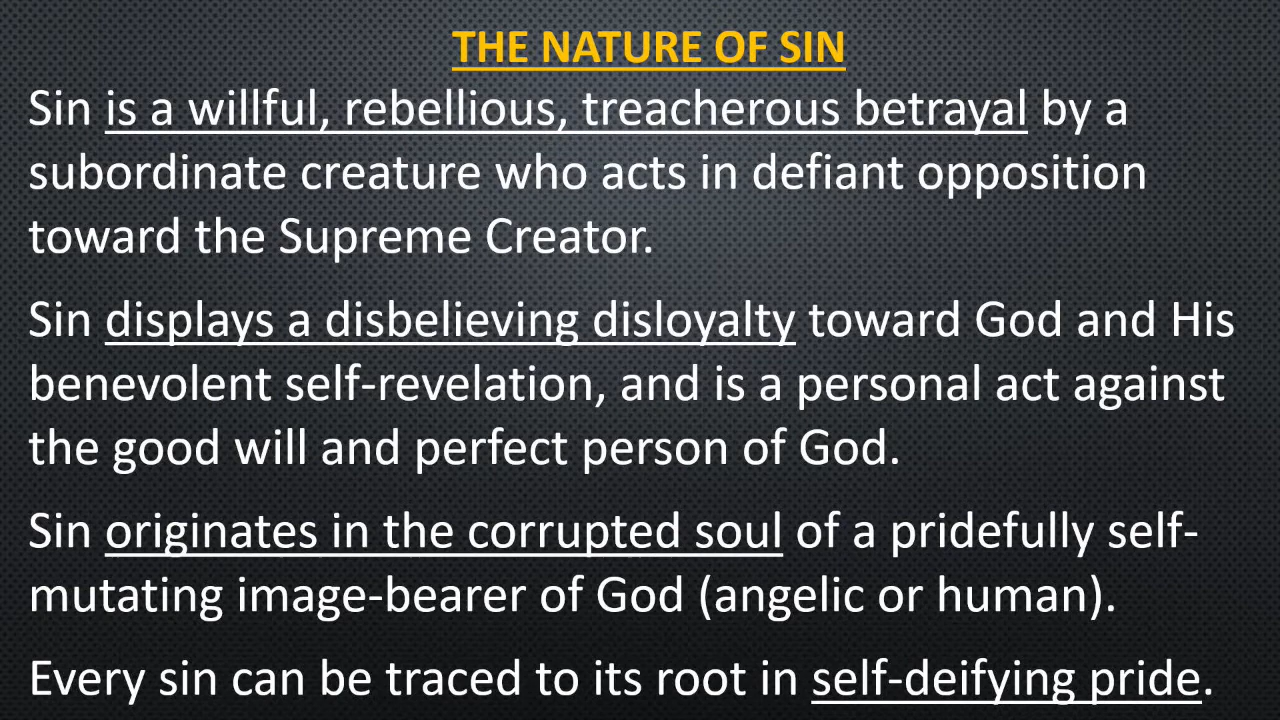 THE NATURE OF SIN
Sin is a willful, rebellious, treacherous betrayal by a
subordinate creature who acts in defiant opposition
toward the Supreme Creator.
Sin displays a disbelieving disloyalty toward God and His
benevolent self-revelation, and is a personal act against
the good will and perfect person of God.
Sin originates in the corrupted soul of a pridefully self-
mutating image-bearer of God (angelic or human).
Every sin can be traced to its root in self-deifying pride.